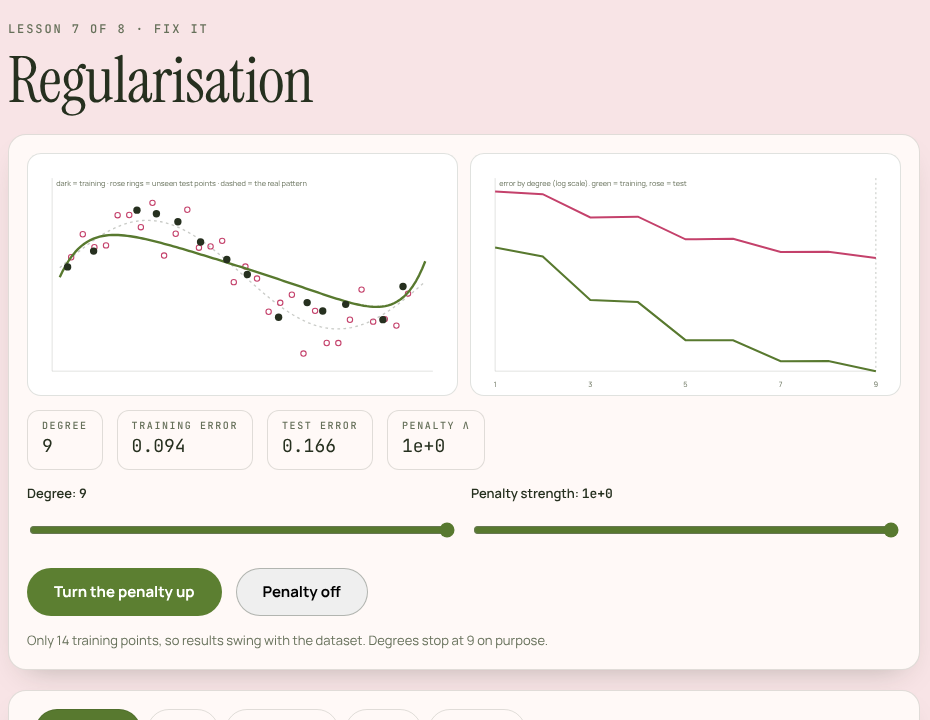 LESSON 7 OF 8 · FIX IT
Regularisation
dark = training · rose rings = unseen test points · dashed = the real pattern
error by degree (log scale). green = training, rose = test
1 3 5 7 9
DEGREE
9
TRAINING ERROR
0.094
TEST ERROR
0.166
PENALTY Λ
1e+0
Degree: 9
Penalty strength: 1e+0
Turn the penalty up
Penalty off
Only 14 training points, so results swing with the dataset. Degrees stop at 9 on purpose.